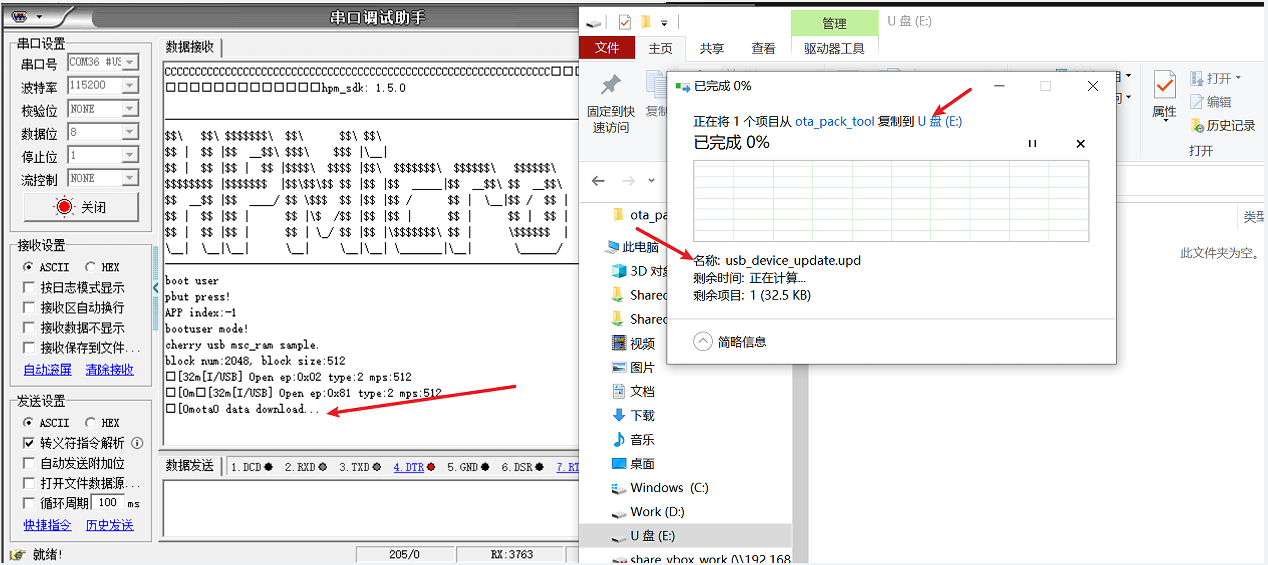 串口调试助手
串口设置
串口号 COM36 #US
波特率 115200
校验位 NONE
数据位 8
停止位 1
流控制 NONE
关闭
接收设置
ASCII HEX
按日志模式显示
接收区自动换行
接收数据不显示
接收保存到文件...
自动滚屏 清除接收
发送设置
ASCII HEX
转义符指令解析
自动发送附加位
打开文件数据源...
循环周期 100 ms
快捷指令 历史发送
就绪!
数据接收
hpm_sdk: 1.5.0
boot user
pbut press!
APP index:-1
bootuser mode!
cherry usb msc_ram sample.
block num:2048, block size:512
□[32m[I/USB] Open ep:0x02 type:2 mps:512
□[0m□[32m[I/USB] Open ep:0x81 type:2 mps:512
□[0mota0 data download...
数据发送 1.DCD 2.RXD 3.TXD 4.DTR 5.GND 6.DSR 7.RT
205/0 RX:3763
管理 U 盘 (E:)
文件 主页 共享 查看 驱动器工具
固定到快
速访问
复制
属性
打开
编辑
历史记录
打开
ota_pa
此电脑
3D 对象
Shared
Shared
视频
图片
文档
下载
音乐
桌面
Windows (C:)
Work (D:)
U 盘 (E:)
share_vbox_work (\\192.168
类型
此文件夹为空。
已完成 0%
正在将 1 个项目从 ota_pack_tool 复制到 U 盘 (E:)
已完成 0%
名称: usb_device_update.upd
剩余时间: 正在计算...
剩余项目: 1 (32.5 KB)
简略信息